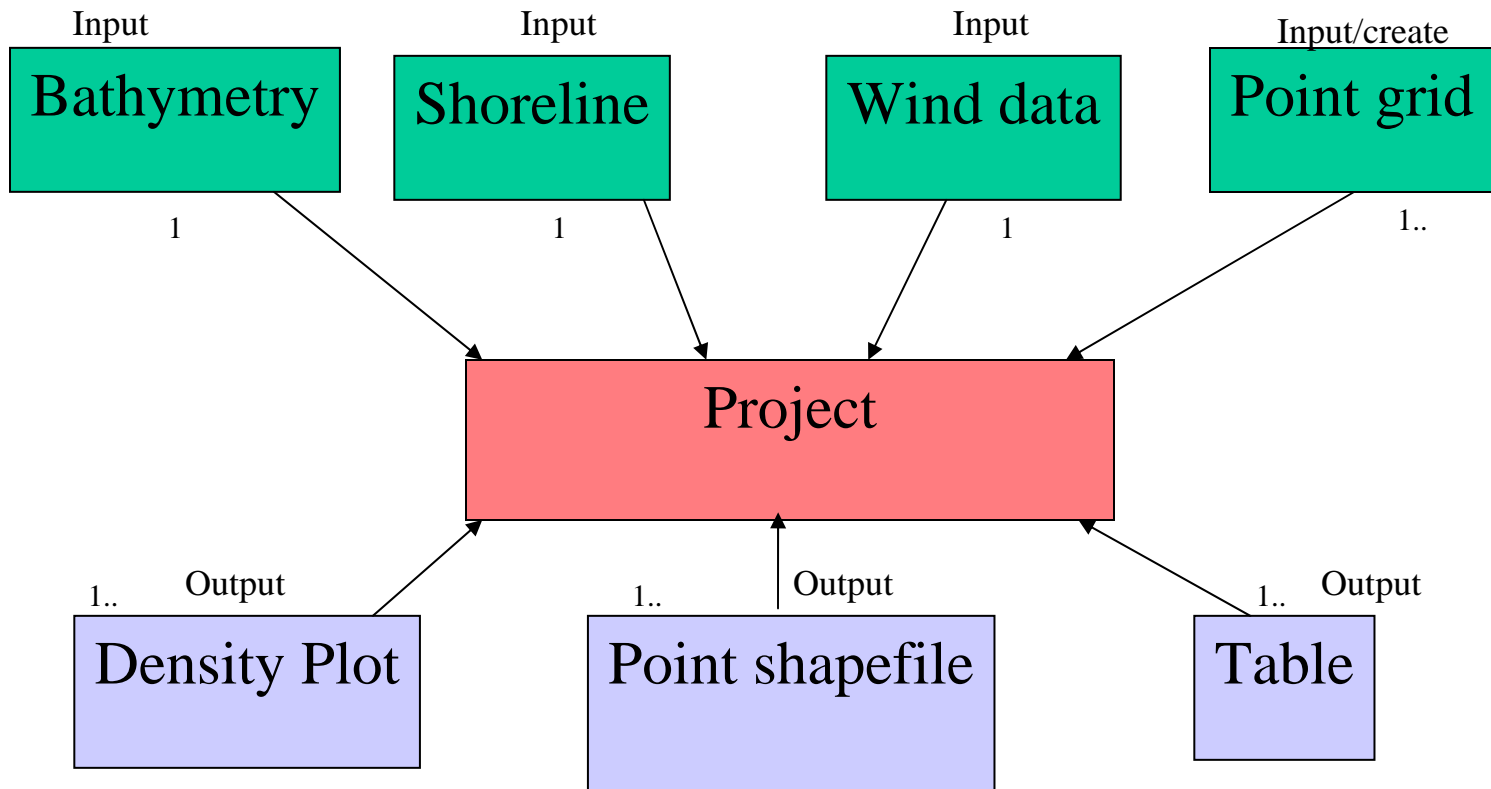 Input
Input
Input
Input/create
Bathymetry
Shoreline
Wind data
Point grid
1
1
1
1..
Project
1..
Output
1..
Output
1..
Output
Density Plot
Point shapefile
Table